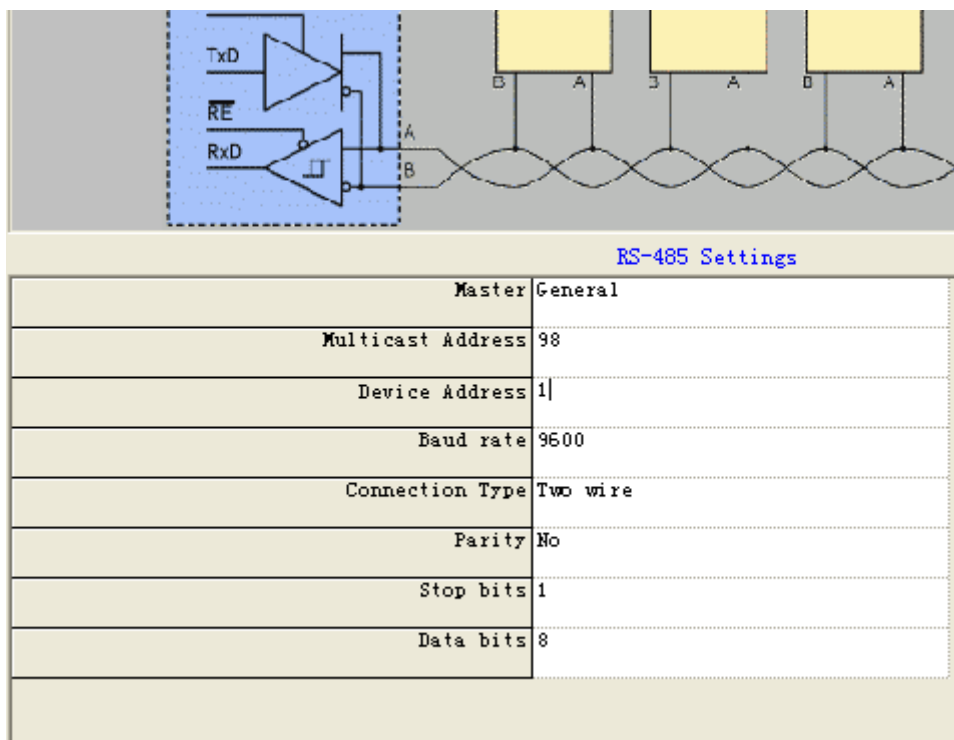 TxD
RE
RxD
A
B
B A B A B A
RS-485 Settings
Master General
Multicast Address 98
Device Address 1
Baud rate 9600
Connection Type Two wire
Parity No
Stop bits 1
Data bits 8